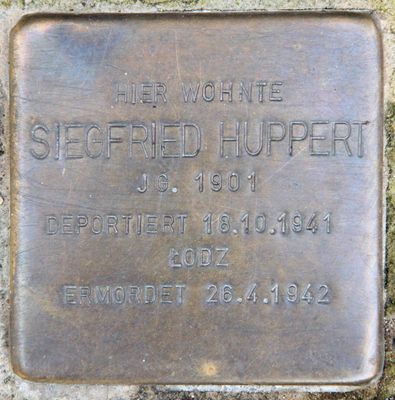 HIER WOHNTE
SIEGFRIED HUPPERT
JG. 1901
DEPORTIERT 18.10.1941
ŁODZ
ERMORDET 26.4.1942